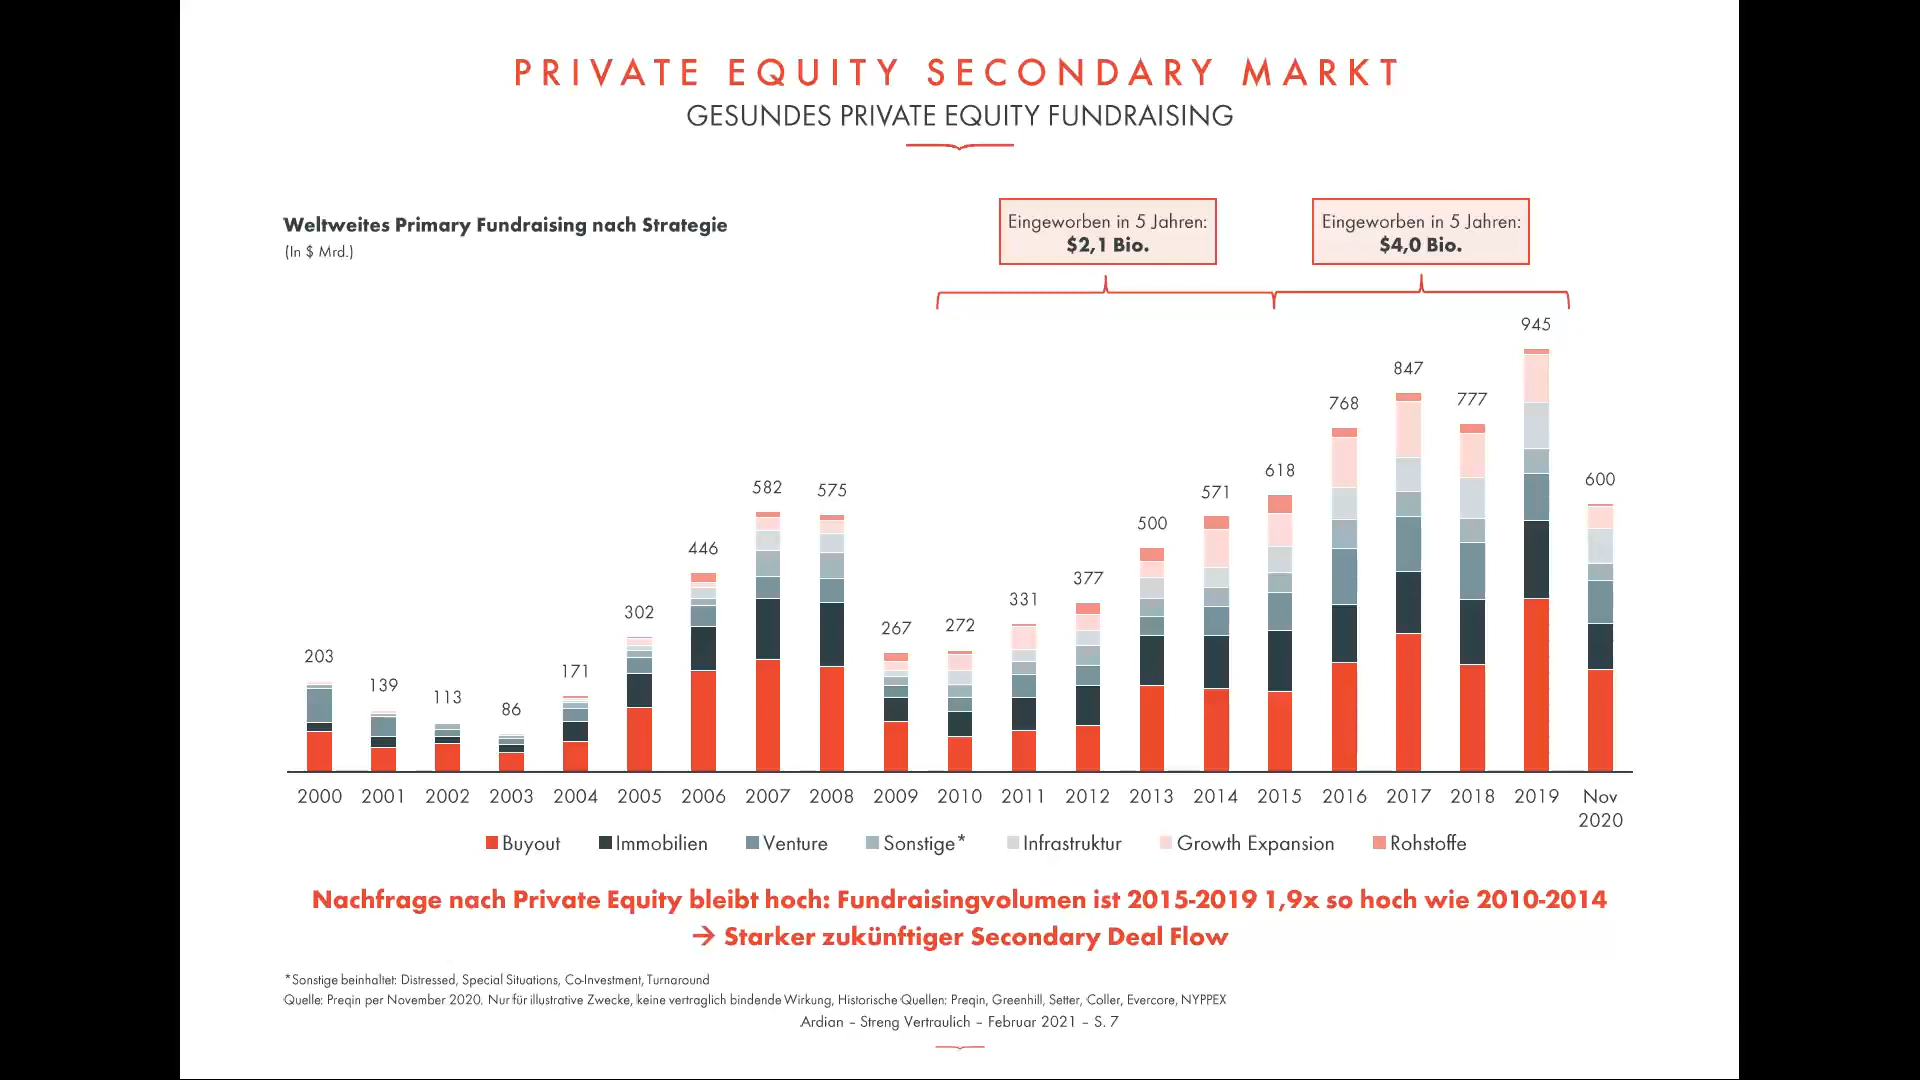 PRIVATE EQUITY SECONDARY MARKT
GESUNDES PRIVATE EQUITY FUNDRAISING
Weltweites Primary Fundraising nach Strategie
(In $ Mrd.)
Eingeworben in 5 Jahren:
$2,1 Bio.
Eingeworben in 5 Jahren:
$4,0 Bio.
203
139
113
86
171
302
446
582
575
267
272
331
377
500
571
618
768
847
777
945
600
2000 2001 2002 2003 2004 2005 2006 2007 2008 2009 2010 2011 2012 2013 2014 2015 2016 2017 2018 2019 Nov
2020
Buyout Immobilien Venture Sonstige* Infrastruktur Growth Expansion Rohstoffe
Nachfrage nach Private Equity bleibt hoch: Fundraisingvolumen ist 2015-2019 1,9x so hoch wie 2010-2014
→ Starker zukünftiger Secondary Deal Flow
*Sonstige beinhaltet: Distressed, Special Situations, Co-Investment, Turnaround
Quelle: Preqin per November 2020. Nur für illustrative Zwecke, keine vertraglich bindende Wirkung, Historische Quellen: Preqin, Greenhill, Setter, Coller, Evercore, NYPPEX
Ardian – Streng Vertraulich – Februar 2021 – S. 7